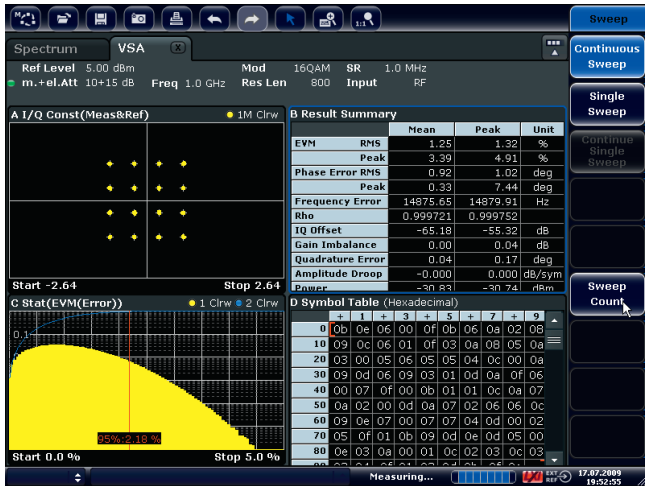 Sweep
Spectrum VSA
Ref Level 5.00 dBm Mod 16QAM SR 1.0 MHz
m.+el.Att 10+15 dB Freq 1.0 GHz Res Len 800 Input RF
Continuous Sweep
Single Sweep
Continue Single Sweep
Sweep Count
A I/Q Const(Meas&Ref) 1M Clrw
Start -2.64 Stop 2.64
B Result Summary
Mean Peak Unit
EVM RMS 1.25 1.32 %
Peak 3.39 4.91 %
Phase Error RMS 0.92 1.02 deg
Peak 0.33 7.44 deg
Frequency Error 14875.65 14879.91 Hz
Rho 0.999721 0.999752
IQ Offset -65.18 -55.32 dB
Gain Imbalance 0.00 0.04 dB
Quadrature Error 0.04 0.17 deg
Amplitude Droop -0.000 0.000 dB/sym
Power -30.83 -30.74 dBm
C Stat(EVM(Error)) 1 Clrw 2 Clrw
0.1
95%:2.18 %
Start 0.0 % Stop 5.0 %
D Symbol Table (Hexadecimal)
+ 1 + 3 + 5 + 7 + 9
0 0b 0e 06 00 0f 0b 06 0a 02 08
10 09 0c 06 01 0f 03 0a 08 05 0a
20 03 00 05 06 05 05 04 0c 00 0a
30 09 0d 06 09 03 01 0d 0a 0f 06
40 00 07 0f 00 0b 01 01 0c 0a 07
50 0a 02 00 0d 0a 07 02 06 06 0c
60 09 0e 07 00 07 07 04 0d 00 02
70 05 0f 01 0b 09 0d 0e 0d 05 00
80 0e 03 0a 00 01 0c 02 03 0c 03
Measuring... EXT REF 17.07.2009
19:52:55